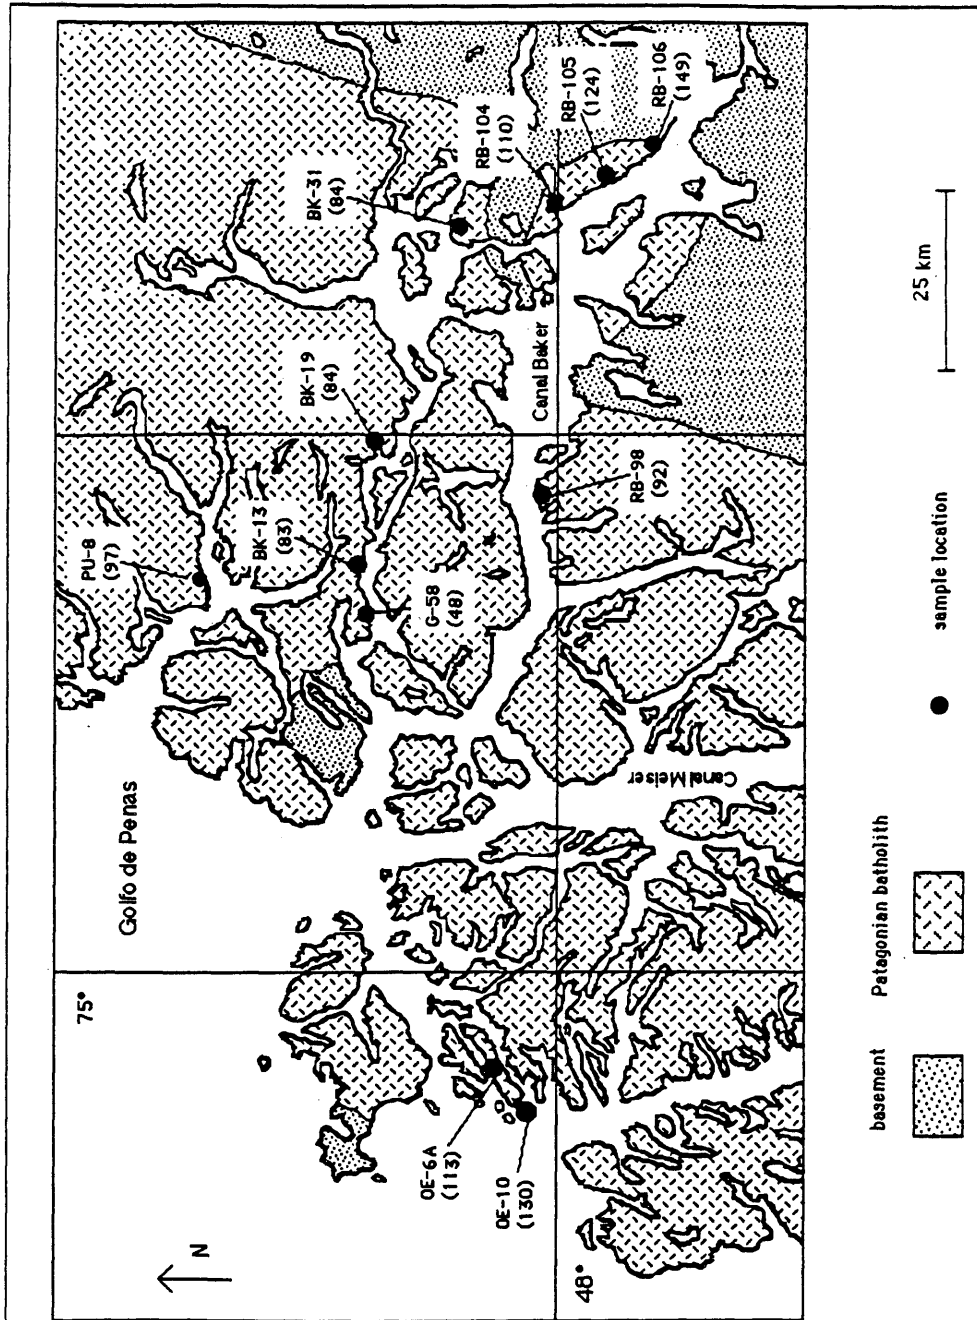 Golfo de Penas
75°
N
48°
PU-8
(97)
BK-13
(83)
BK-19
(84)
BK-31
(84)
RB-104
(110)
RB-105
(124)
RB-106
(149)
G-58
(48)
RB-98
(92)
OE-6A
(113)
OE-10
(130)
Canal Baker
Canal Meiser
basement
Patagonian batholith
sample location
25 km